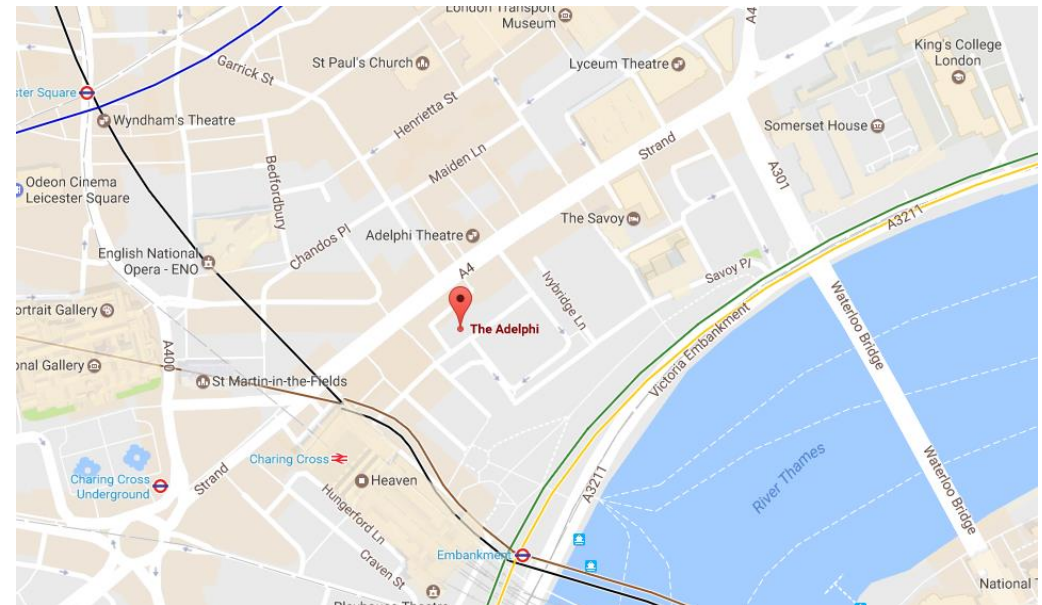 London Transport
Museum
A4
King's College
London
Garrick St
St Paul's Church
Lyceum Theatre
ster Square
Wyndham's Theatre
Henrietta St
Somerset House
Strand
Maiden Ln
A301
Bedfordbury
Odeon Cinema
Leicester Square
The Savoy
A3211
Adelphi Theatre
Chandos Pl
English National
Opera - ENO
A4
Savoy Pl
Ivybridge Ln
ortrait Gallery
The Adelphi
Waterloo Bridge
Victoria Embankment
A400
onal Gallery
St Martin-in-the-Fields
Charing Cross
Strand
Heaven
Charing Cross
Underground
A3211
River Thames
Waterloo Bridge
Hungerford Ln
Embankment
Craven St
National T
Playhouse Theatre